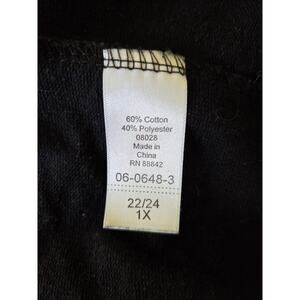 60% Cotton
40% Polyester
08028
Made in
China
RN 88842
06-0648-3
22/24
1X